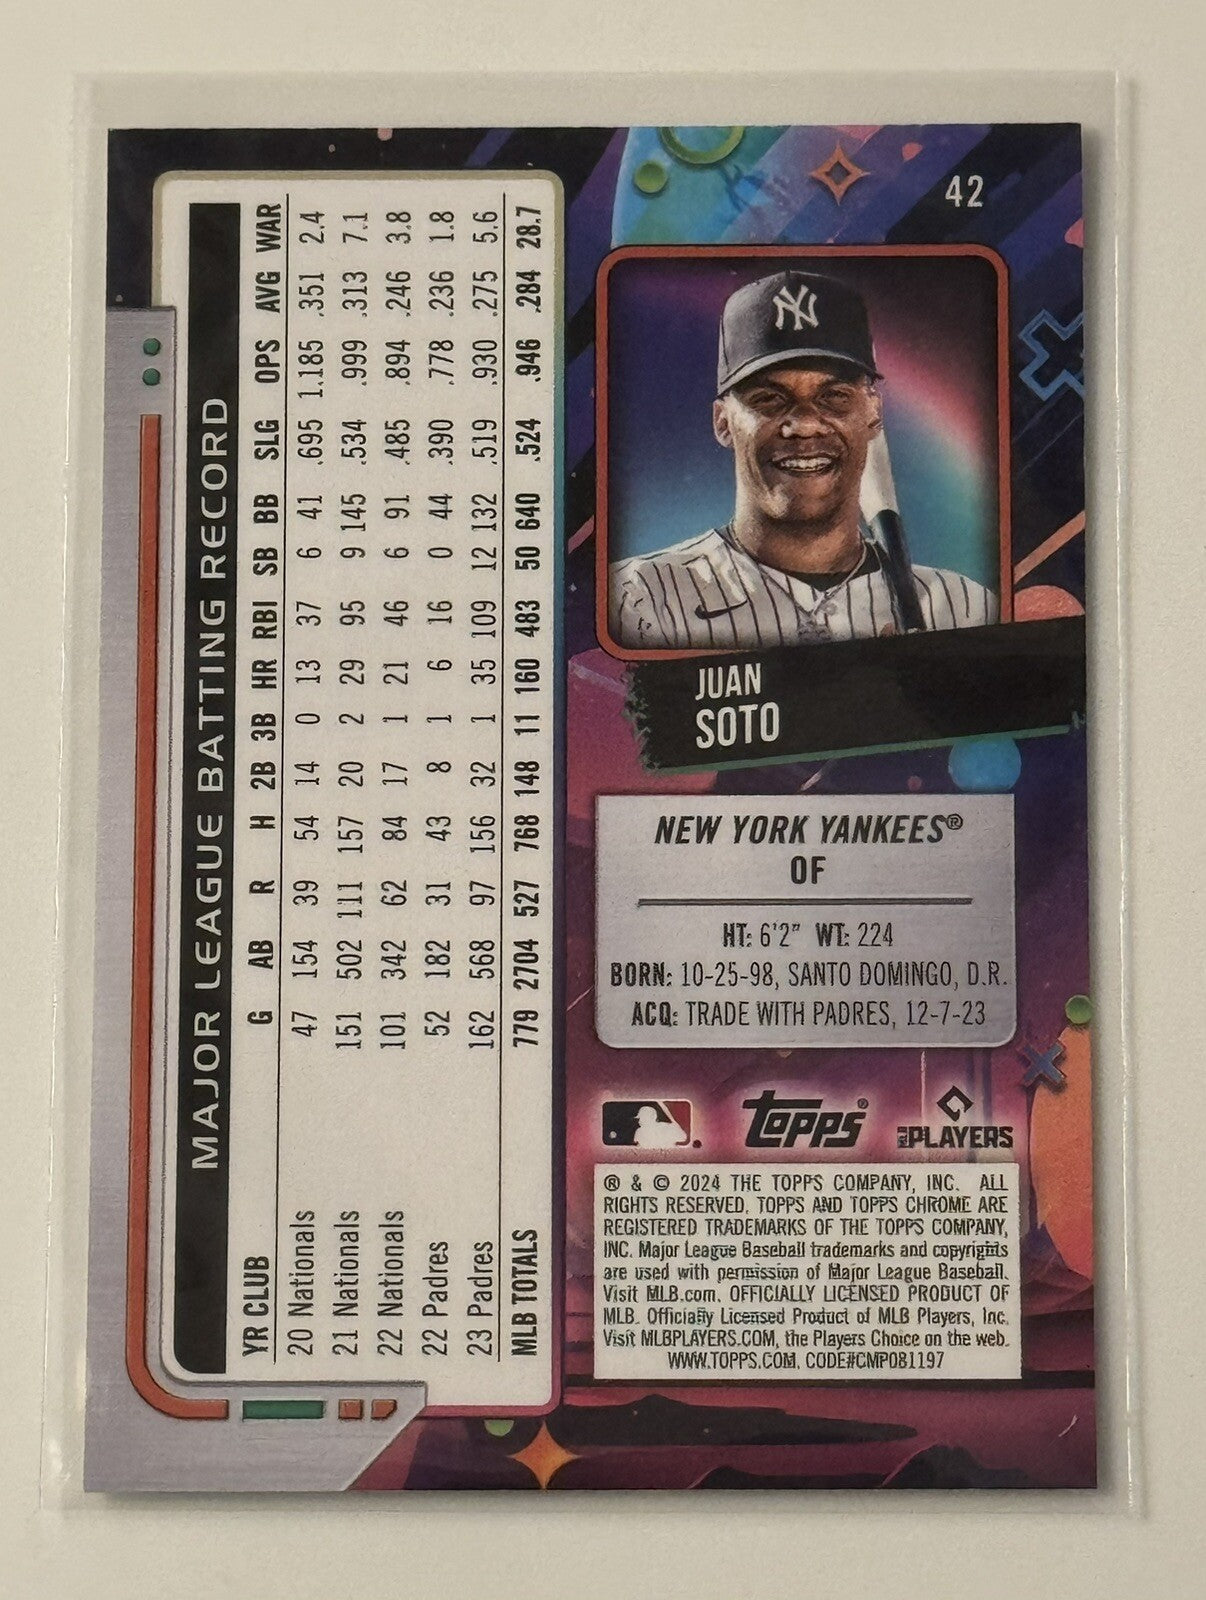 42
NY
JUAN
SOTO
NEW YORK YANKEES®
OF
HT: 6'2" WT: 224
BORN: 10-25-98, SANTO DOMINGO, D.R.
ACQ: TRADE WITH PADRES, 12-7-23
TOPPS®
MLB PLAYERS
® & © 2024 THE TOPPS COMPANY, INC. ALL
RIGHTS RESERVED. TOPPS AND TOPPS CHROME ARE
REGISTERED TRADEMARKS OF THE TOPPS COMPANY,
INC. Major League Baseball trademarks and copyrights
are used with permission of Major League Baseball.
Visit MLB.com. OFFICIALLY LICENSED PRODUCT OF
MLB. Officially Licensed Product of MLB Players, Inc.
Visit MLBPLAYERS.COM, the Players Choice on the web.
WWW.TOPPS.COM. CODE#CMP081197
MAJOR LEAGUE BATTING RECORD
YR CLUB G AB R H 2B 3B HR RBI SB BB SLG OPS AVG WAR
20 Nationals 47 154 39 54 14 0 13 37 6 41 .695 1.185 .351 2.4
21 Nationals 151 502 111 157 20 2 29 95 9 145 .534 .999 .313 7.1
22 Nationals 101 342 62 84 17 1 21 46 6 91 .485 .894 .246 3.8
22 Padres 52 182 31 43 8 1 6 16 0 44 .390 .778 .236 1.8
23 Padres 162 568 97 156 32 1 35 109 12 132 .519 .930 .275 5.6
MLB TOTALS 779 2704 527 768 148 11 160 483 50 640 .524 .946 .284 28.7